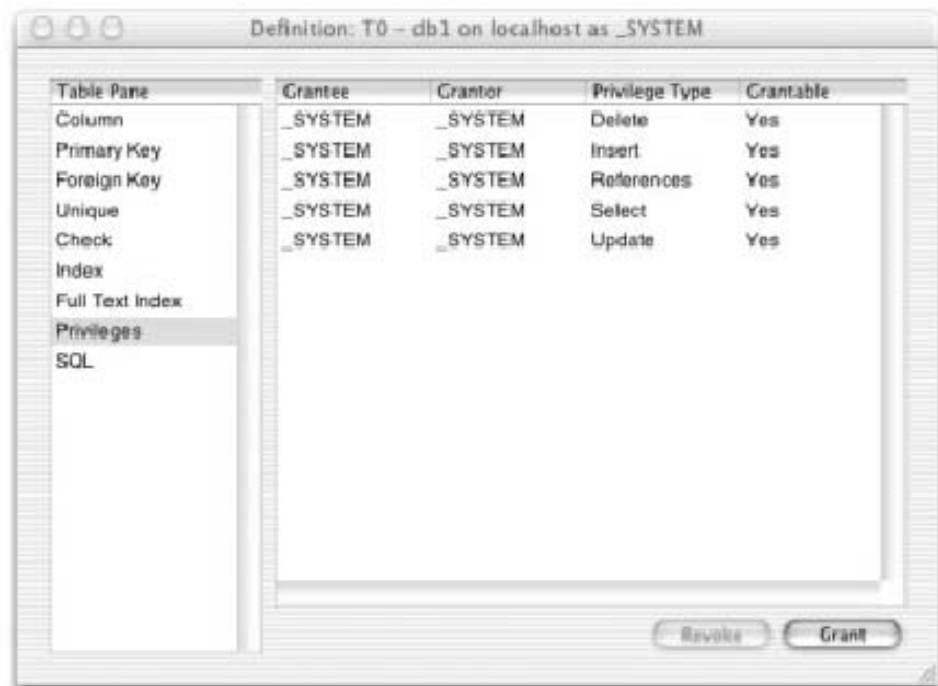 Definition: T0 – db1 on localhost as _SYSTEM
Table Pane
Column
Primary Key
Foreign Key
Unique
Check
Index
Full Text Index
Privileges
SQL
Grantee Grantor Privilege Type Grantable
_SYSTEM _SYSTEM Delete Yes
_SYSTEM _SYSTEM Insert Yes
_SYSTEM _SYSTEM References Yes
_SYSTEM _SYSTEM Select Yes
_SYSTEM _SYSTEM Update Yes
Revoke Grant